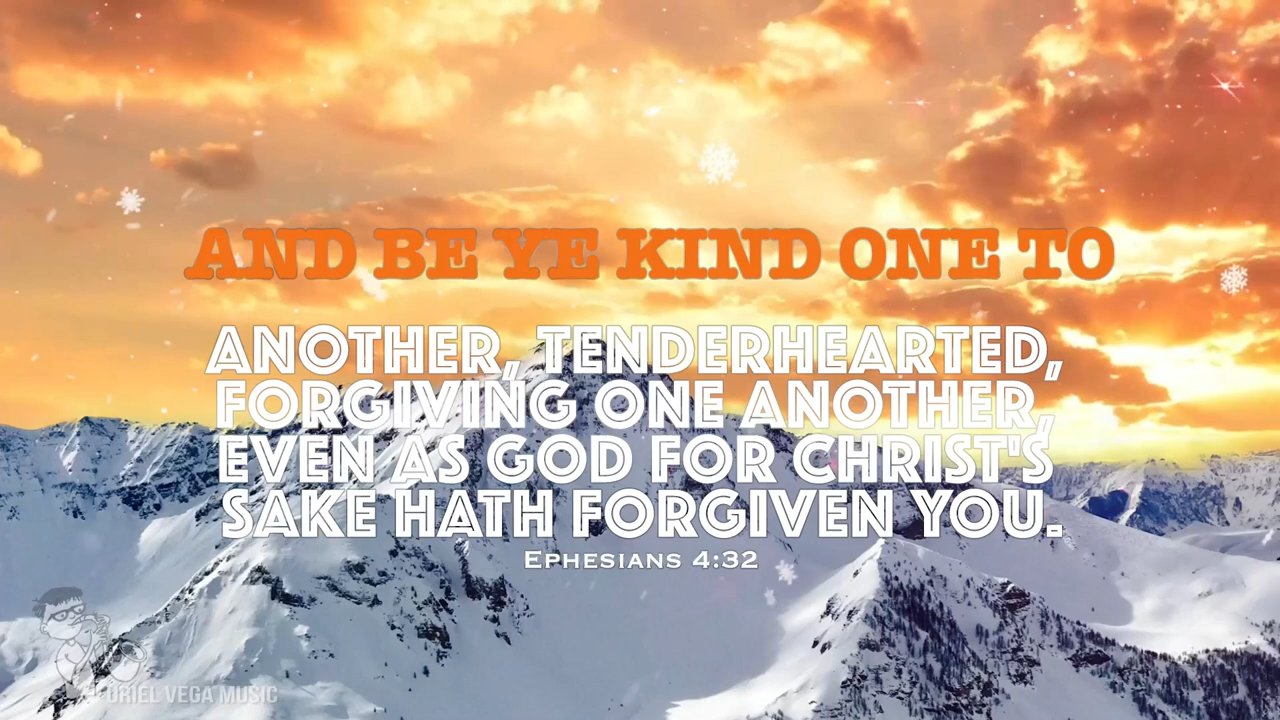 AND BE YE KIND ONE TO
ANOTHER, TENDERHEARTED,
FORGIVING ONE ANOTHER,
EVEN AS GOD FOR CHRIST'S
SAKE HATH FORGIVEN YOU.
EPHESIANS 4:32
URIEL VEGA MUSIC